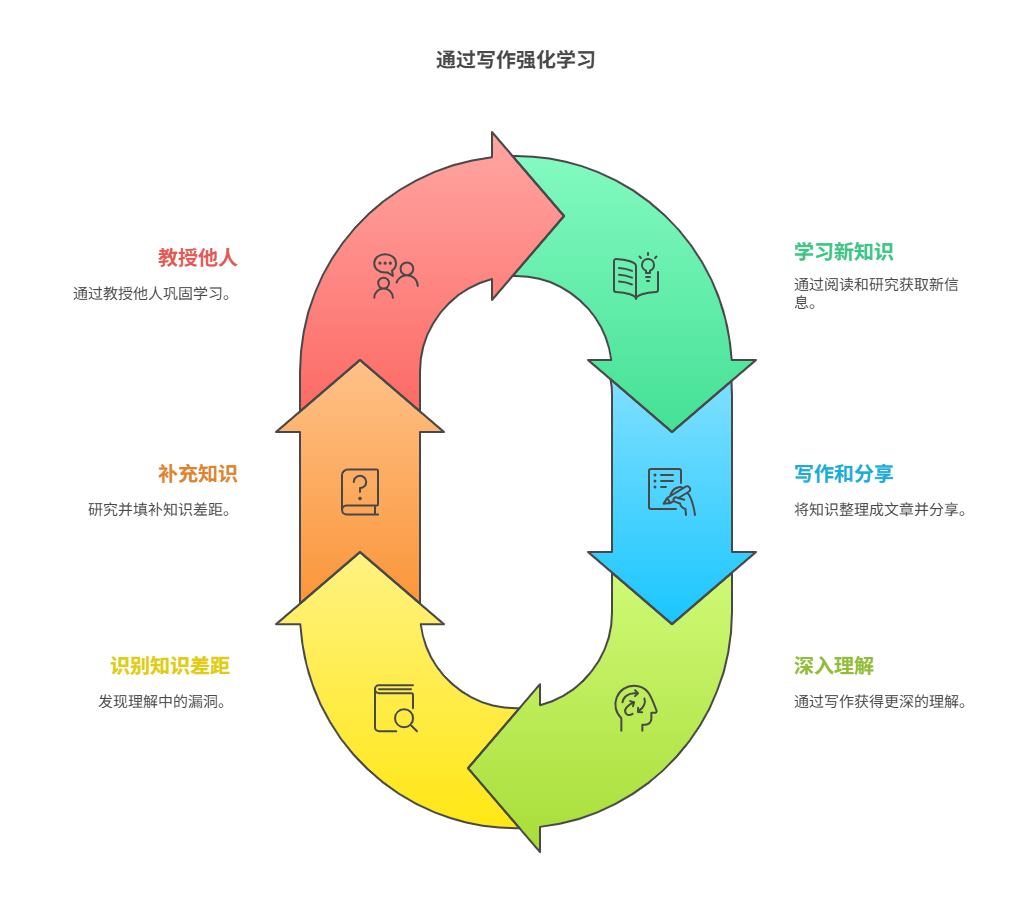 通过写作强化学习
教授他人
通过教授他人巩固学习。
学习新知识
通过阅读和研究获取新信
息。
补充知识
研究并填补知识差距。
写作和分享
将知识整理成文章并分享。
识别知识差距
发现理解中的漏洞。
深入理解
通过写作获得更深的理解。